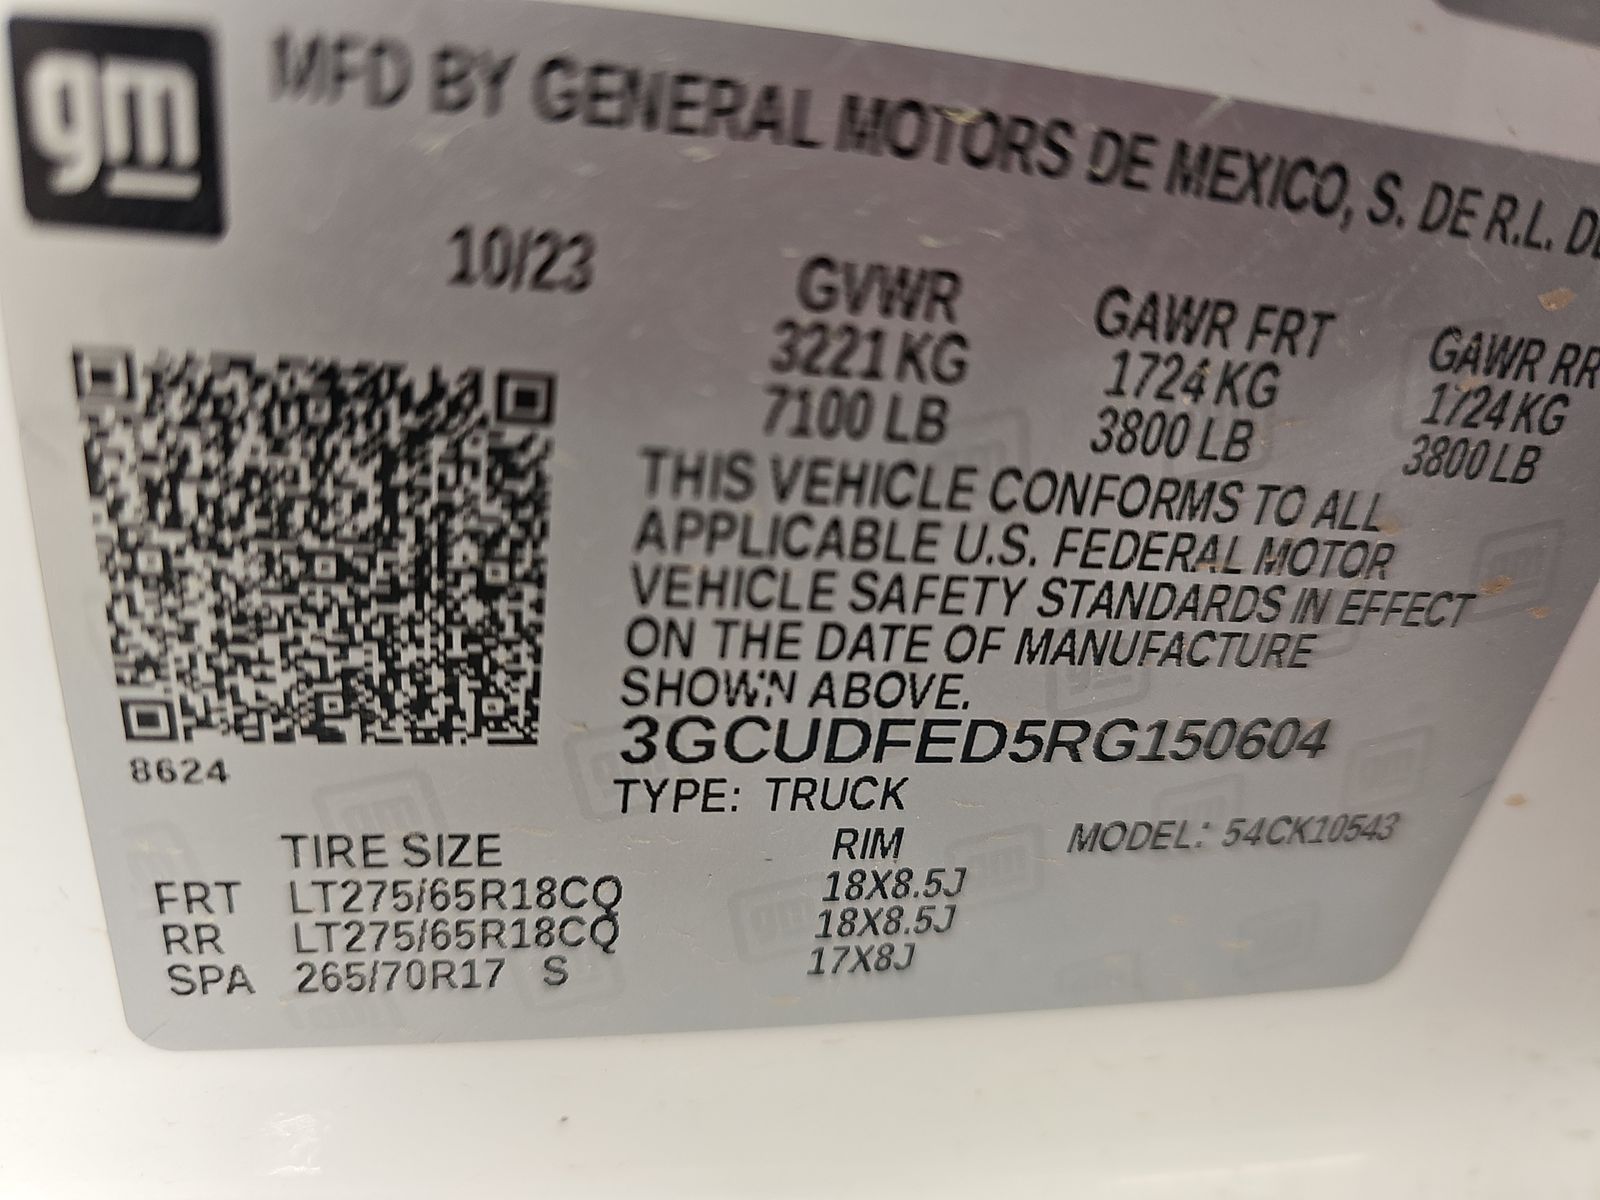 gm
MFD BY GENERAL MOTORS DE MEXICO, S. DE R.L.
10/23
GVWR GAWR FRT GAWR RR
3221 KG 1724 KG 1724 KG
7100 LB 3800 LB 3800 LB
THIS VEHICLE CONFORMS TO ALL
APPLICABLE U.S. FEDERAL MOTOR
VEHICLE SAFETY STANDARDS IN EFFECT
ON THE DATE OF MANUFACTURE
SHOWN ABOVE.
3GCUDFED5RG150604
8624
TYPE: TRUCK
TIRE SIZE RIM MODEL: 54CK10543
FRT LT275/65R18CQ 18X8.5J
RR LT275/65R18CQ 18X8.5J
SPA 265/70R17 S 17X8J